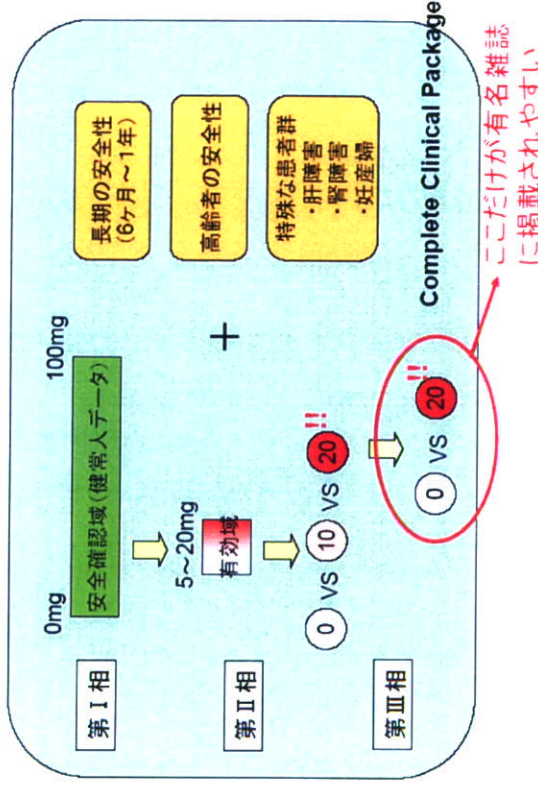 第Ⅰ相
0mg
100mg
安全確認域(健常人データ)
第Ⅱ相
5～20mg
有効域
0 VS 10 VS 20 !!
第Ⅲ相
0 VS 20 !!
+
長期の安全性
(6ヶ月～1年)
高齢者の安全性
特殊な患者群
・肝障害
・腎障害
・妊産婦
Complete Clinical Package
ここだけが有名雑誌
に掲載されやすい